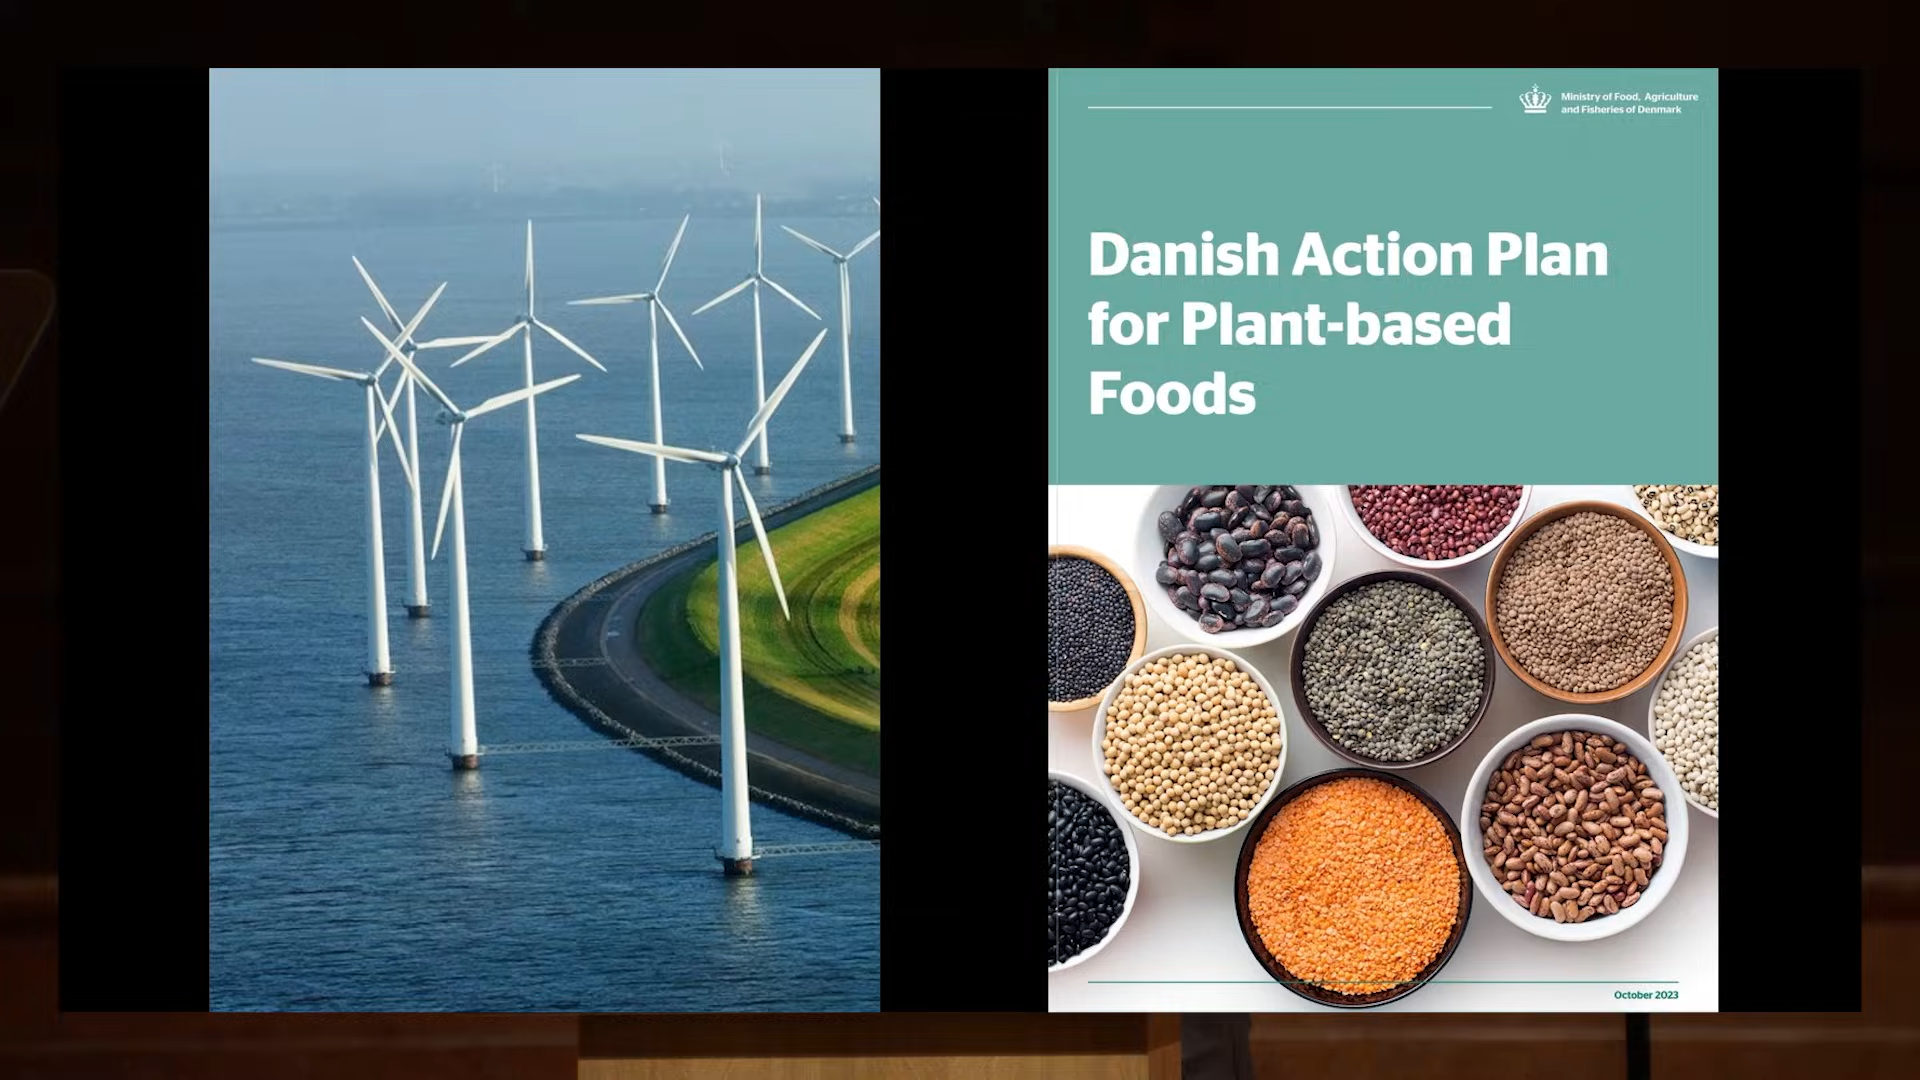 Ministry of Food, Agriculture
and Fisheries of Denmark
Danish Action Plan
for Plant-based
Foods
October 2023